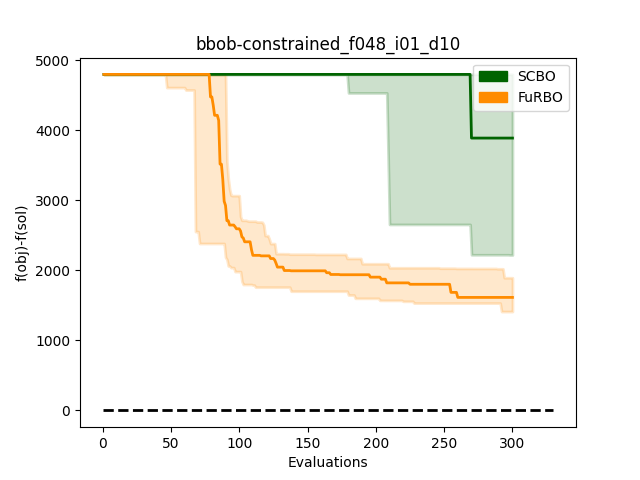 bbob-constrained_f048_i01_d10
SCBO
FuRBO
f(obj)-f(sol)
5000
4000
3000
2000
1000
0
0 50 100 150 200 250 300
Evaluations